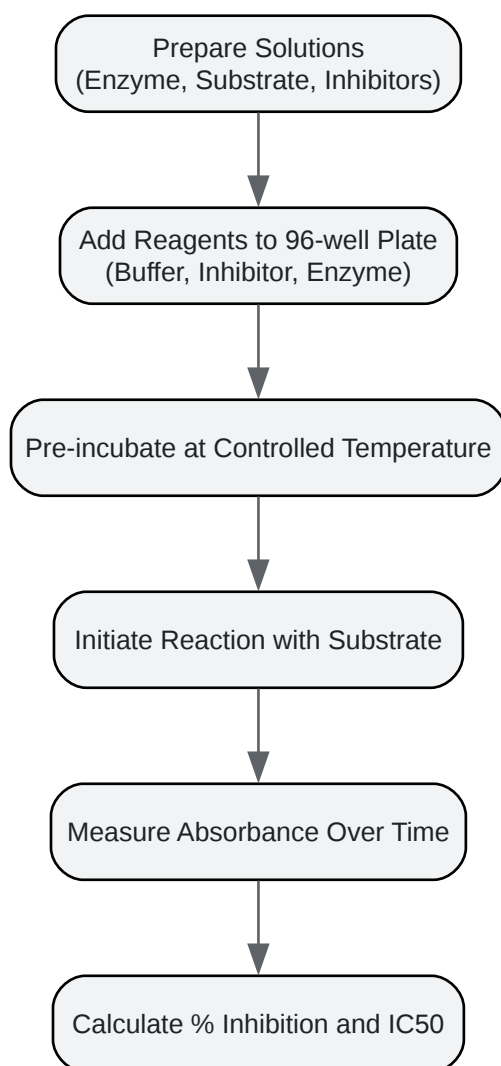 Prepare Solutions
(Enzyme, Substrate, Inhibitors)
Add Reagents to 96-well Plate
(Buffer, Inhibitor, Enzyme)
Pre-incubate at Controlled Temperature
Initiate Reaction with Substrate
Measure Absorbance Over Time
Calculate % Inhibition and IC50